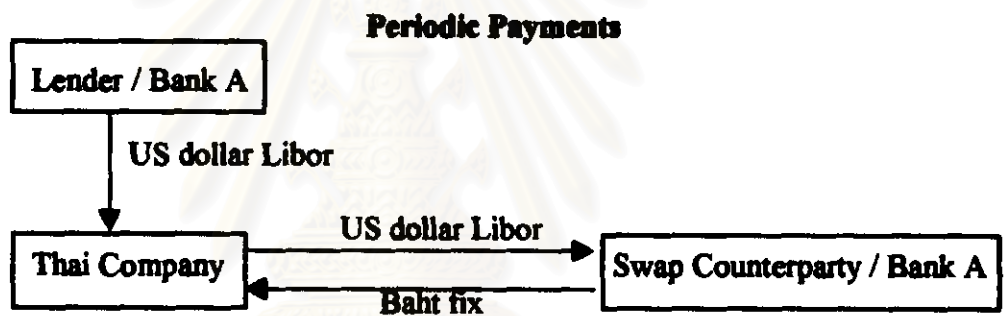 Periodic Payments
Lender / Bank A
US dollar Libor
US dollar Libor
Thai Company
Swap Counterparty / Bank A
Baht fix